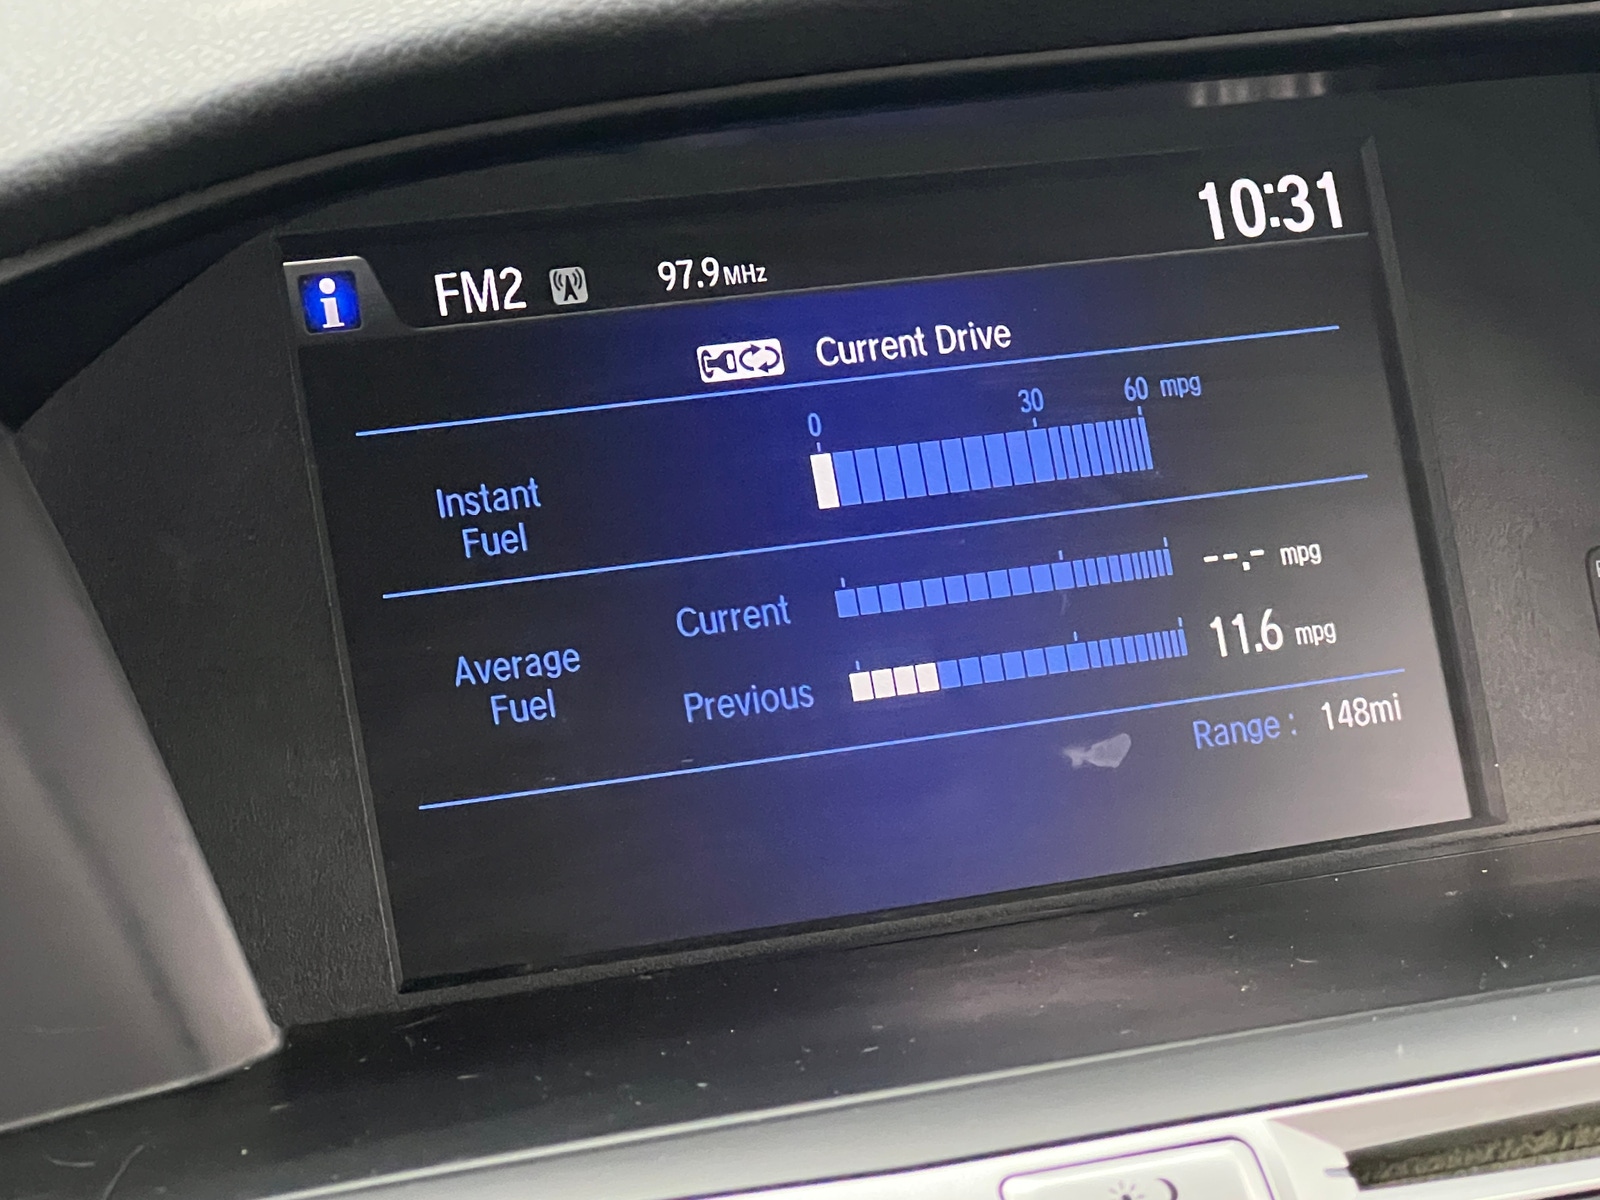 10:31
i FM2 97.9MHz
Current Drive
0 30 60 mpg
Instant
Fuel
Current --.- mpg
Average
Fuel
Previous 11.6 mpg
Range : 148mi